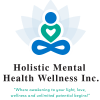 Holistic Mental
Health Wellness Inc.
"Where awakening to your light, love,
wellness and unlimited potential begins!"